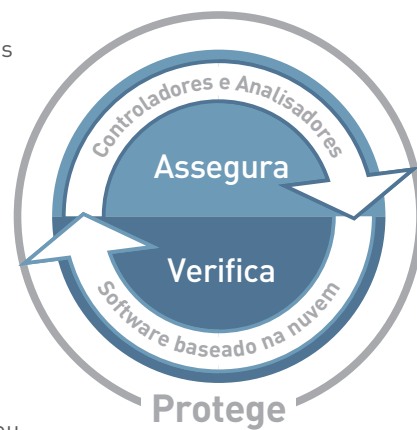 s
Controladores e Analisadores
Assegura
Verifica
Software baseado na nuvem
Protege